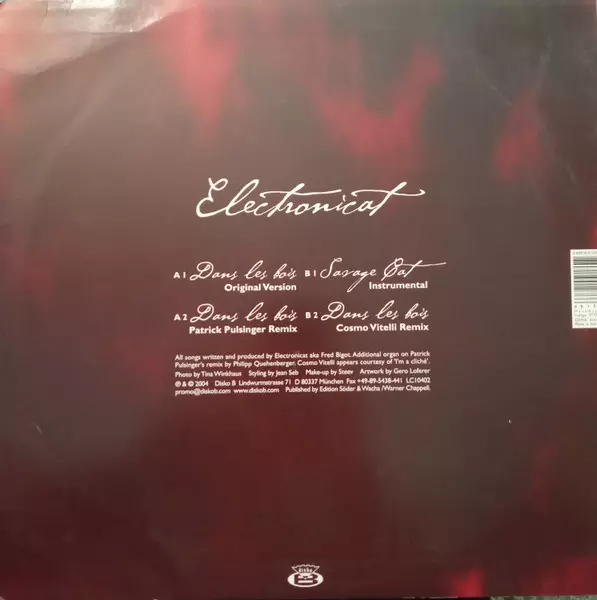 Electronicat
A1 Dans les bois
Original Version
B1 Savage Cat
Instrumental
A2 Dans les bois
Patrick Pulsinger Remix
B2 Dans les bois
Cosmo Vitelli Remix
All songs written and produced by Electronicat aka Fred Bigot. Additional organ on Patrick
Pulsinger's remix by Philipp Quehenberger. Cosmo Vitelli appears courtesy of 'I'm a cliché'.
Photo by Tina Winkhaus Styling by Jean Seb Make-up by Steev Artwork by Gero Loferer
℗ & © 2004 Disko B Lindwurmstrasse 71 D 80337 München Fax +49-89-5438-441 LC10402
promo@diskob.com www.diskob.com Published by Edition Söder & Wacha /Warner Chappell.
disko
B